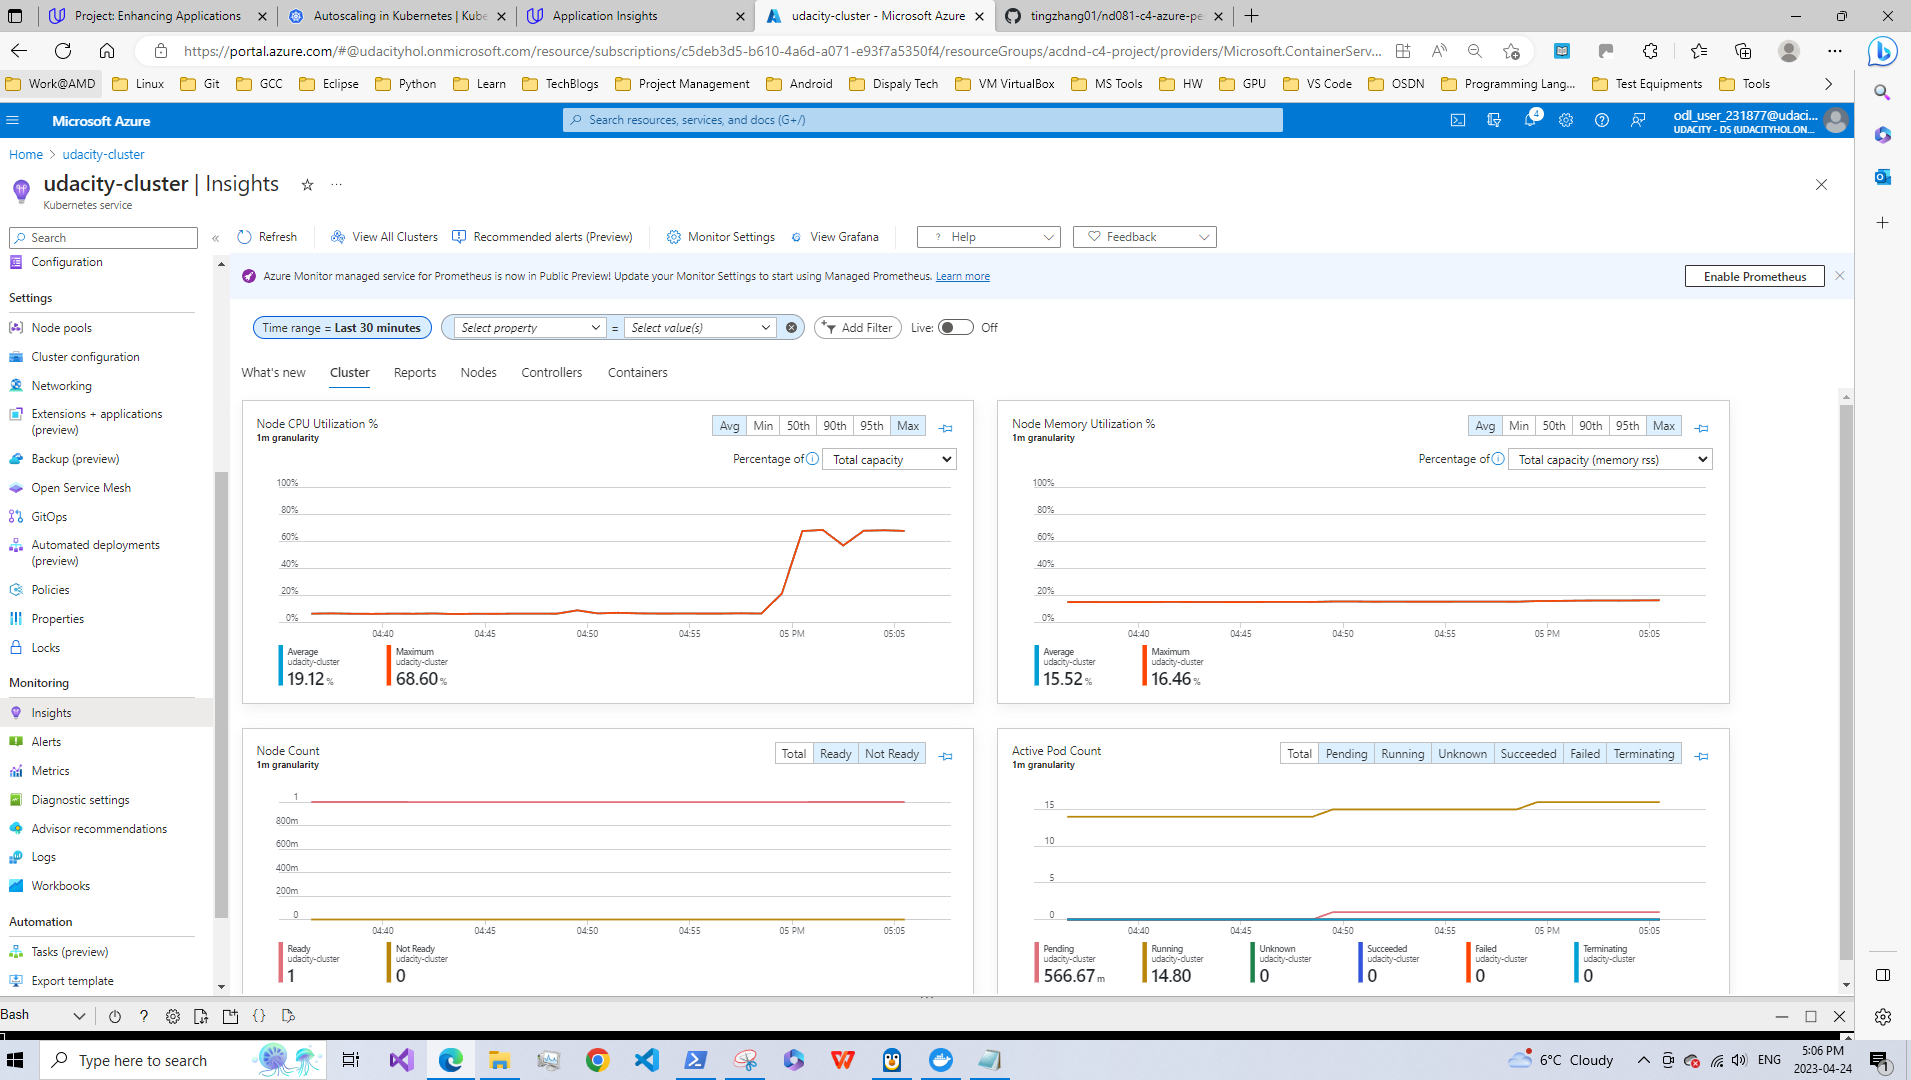 Project: Enhancing Applications
Autoscaling in Kubernetes | Kube
Application Insights
udacity-cluster - Microsoft Azure
tingzhang01/nd081-c4-azure-pe
https://portal.azure.com/#@udacityhol.onmicrosoft.com/resource/subscriptions/c5deb3d5-b610-4a6d-a071-e93f7a5350f4/resourceGroups/acdnd-c4-project/providers/Microsoft.ContainerServ...
Work@AMD Linux Git GCC Eclipse Python Learn TechBlogs Project Management Android Dispaly Tech VM VirtualBox MS Tools HW GPU VS Code OSDN Programming Lang... Test Equipments Tools
Microsoft Azure
Search resources, services, and docs (G+/)
4
odl_user_231877@udaci...
UDACITY - DS (UDACITYHOL.ON...
Home > udacity-cluster
udacity-cluster | Insights
Kubernetes service
Search
Refresh View All Clusters Recommended alerts (Preview) Monitor Settings View Grafana ? Help Feedback
Azure Monitor managed service for Prometheus is now in Public Preview! Update your Monitor Settings to start using Managed Prometheus. Learn more
Enable Prometheus
Configuration
Settings
Node pools
Cluster configuration
Networking
Extensions + applications
(preview)
Backup (preview)
Open Service Mesh
GitOps
Automated deployments
(preview)
Policies
Properties
Locks
Monitoring
Insights
Alerts
Metrics
Diagnostic settings
Advisor recommendations
Logs
Workbooks
Automation
Tasks (preview)
Export template
Time range = Last 30 minutes
Select property = Select value(s)
Add Filter
Live: Off
What's new Cluster Reports Nodes Controllers Containers
Node CPU Utilization %
1m granularity
Avg Min 50th 90th 95th Max
Percentage of Total capacity
100%
80%
60%
40%
20%
0%
04:40 04:45 04:50 04:55 05 PM 05:05
Average
udacity-cluster
19.12 %
Maximum
udacity-cluster
68.60 %
Node Memory Utilization %
1m granularity
Avg Min 50th 90th 95th Max
Percentage of Total capacity (memory rss)
100%
80%
60%
40%
20%
0%
04:40 04:45 04:50 04:55 05 PM 05:05
Average
udacity-cluster
15.52 %
Maximum
udacity-cluster
16.46 %
Node Count
1m granularity
Total Ready Not Ready
1
800m
600m
400m
200m
0
04:40 04:45 04:50 04:55 05 PM 05:05
Ready
udacity-cluster
1
Not Ready
udacity-cluster
0
Active Pod Count
1m granularity
Total Pending Running Unknown Succeeded Failed Terminating
15
10
5
0
04:40 04:45 04:50 04:55 05 PM 05:05
Pending
udacity-cluster
566.67 m
Running
udacity-cluster
14.80
Unknown
udacity-cluster
0
Succeeded
udacity-cluster
0
Failed
udacity-cluster
0
Terminating
udacity-cluster
0
Bash
?
{}
Type here to search
6°C Cloudy
ENG
5:06 PM
2023-04-24
1